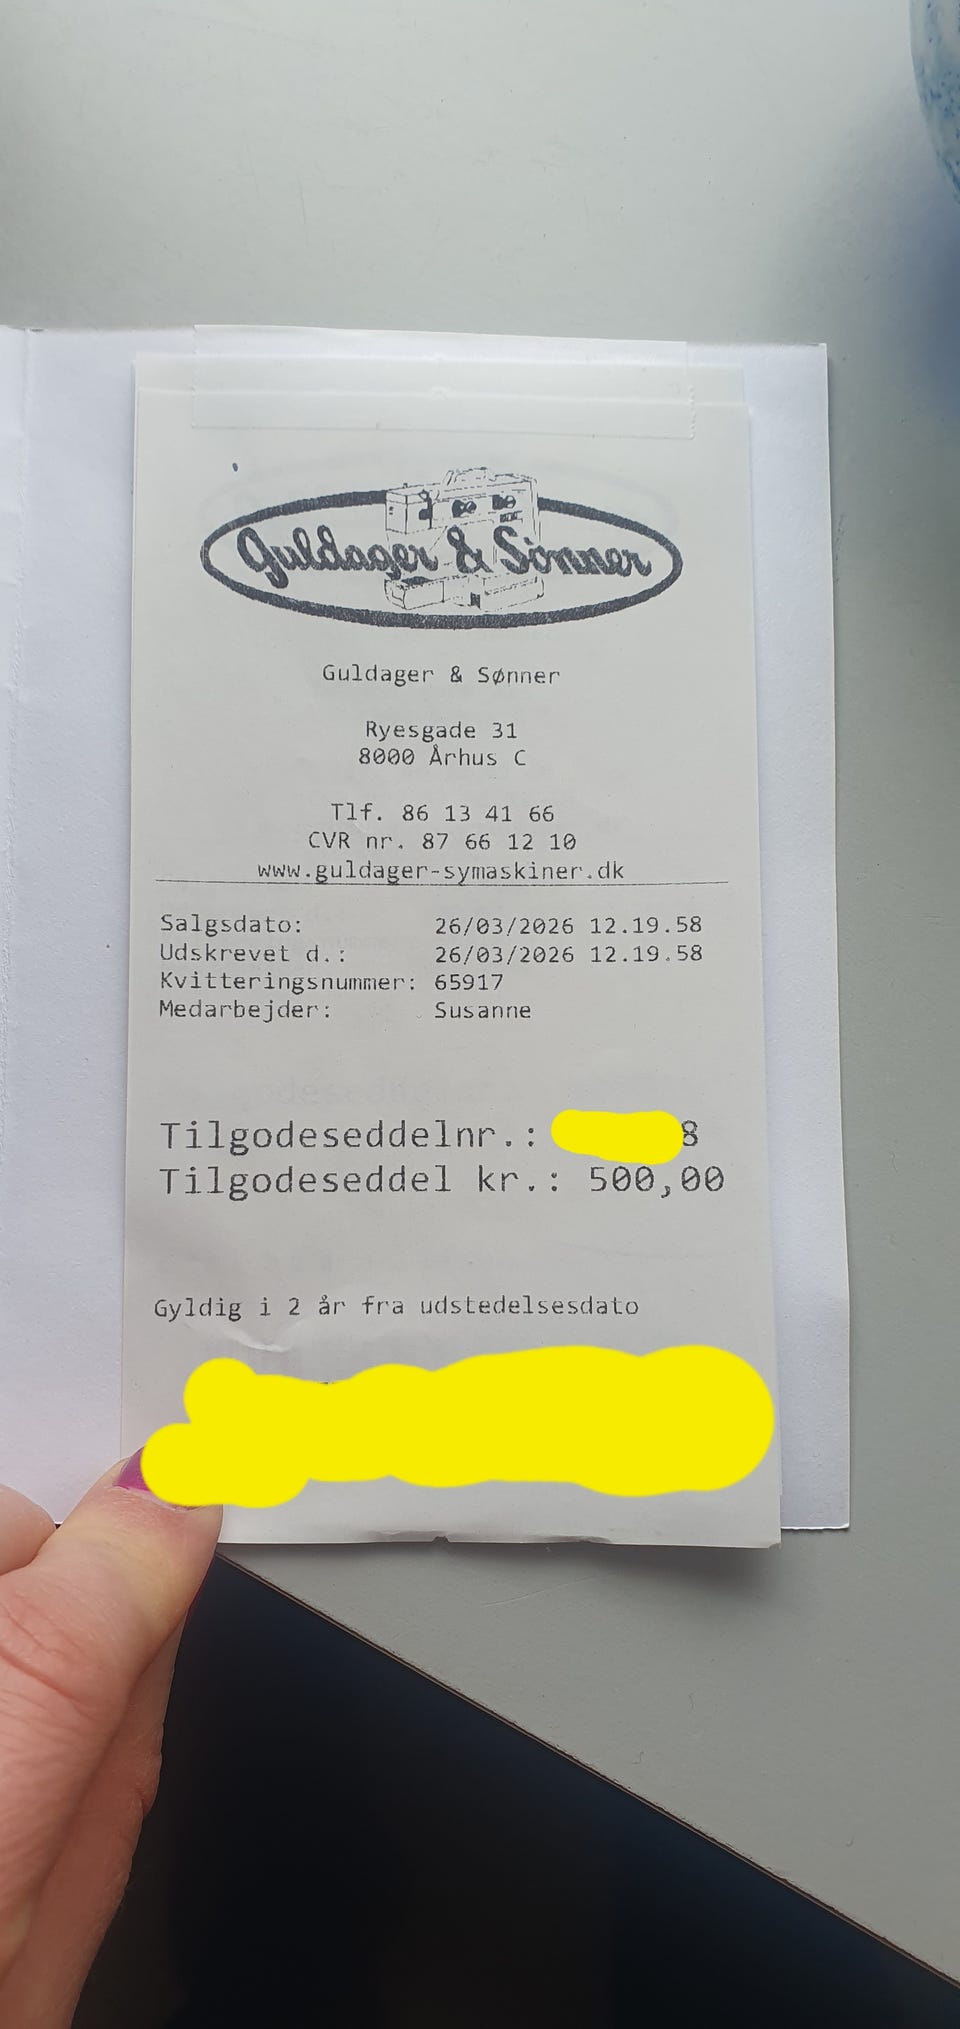 Guldager & Sønner
Guldager & Sønner
Ryesgade 31
8000 Århus C
Tlf. 86 13 41 66
CVR nr. 87 66 12 10
www.guldager-symaskiner.dk
Salgsdato: 26/03/2026 12.19.58
Udskrevet d.: 26/03/2026 12.19.58
Kvitteringsnummer: 65917
Medarbejder: Susanne
Tilgodeseddelnr.: 8
Tilgodeseddel kr.: 500,00
Gyldig i 2 år fra udstedelsesdato